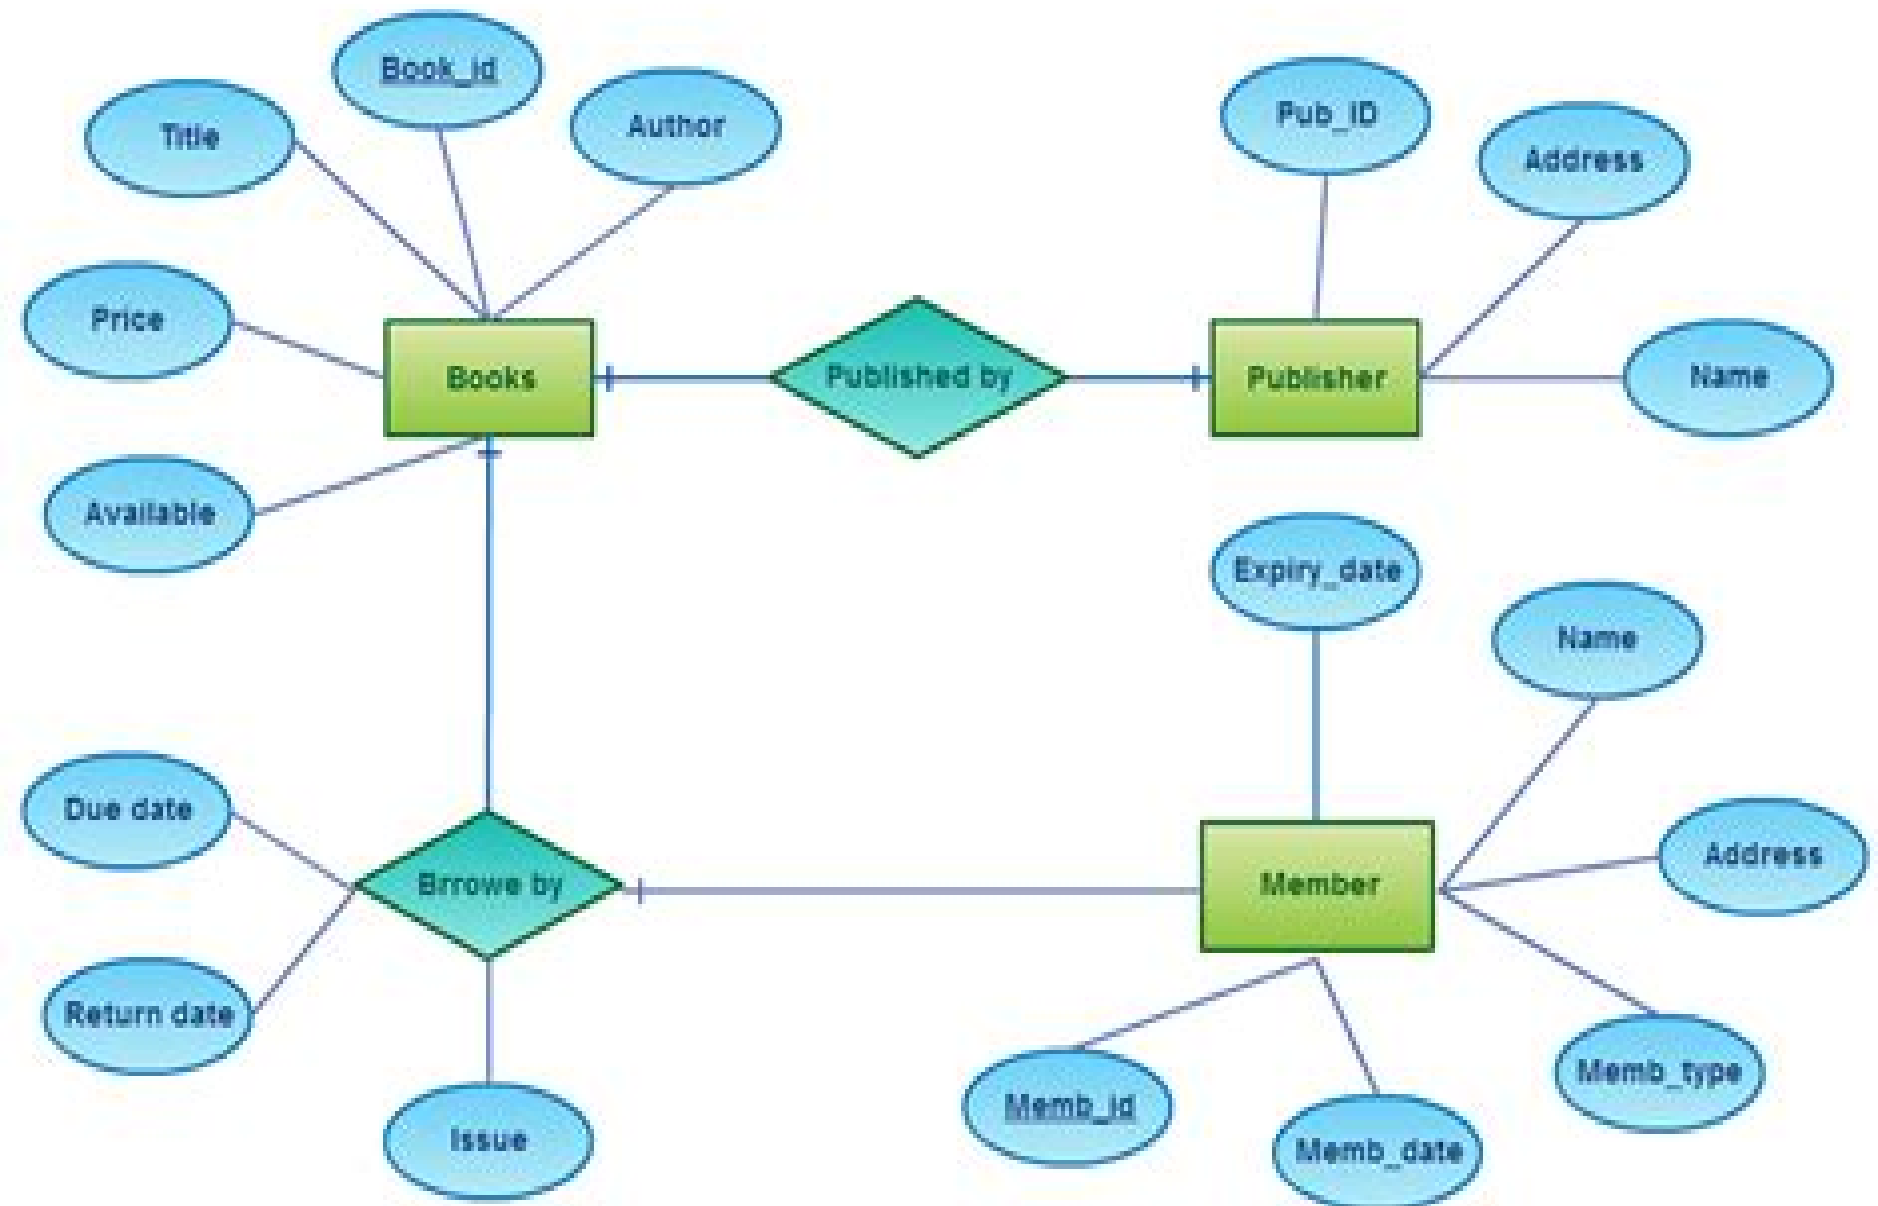 Book_id
Title
Author
Pub_ID
Address
Price
Books
Published by
Publisher
Name
Available
Expiry_date
Name
Due date
Brrowe by
Member
Address
Return date
Memb_type
Memb_id
Issue
Memb_date